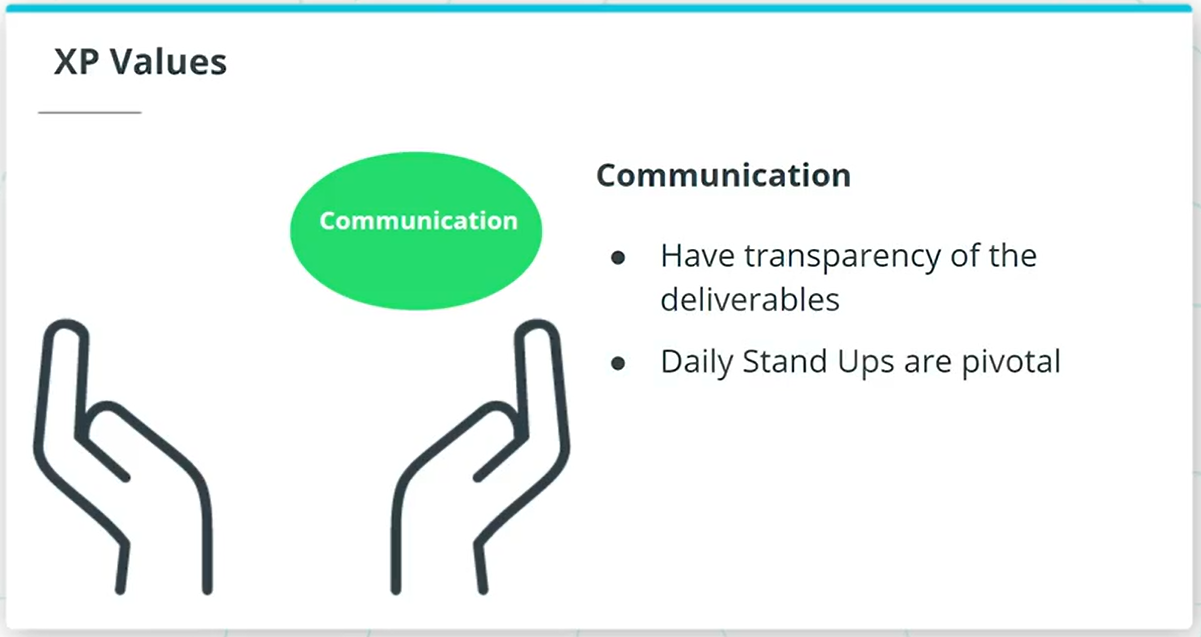 XP Values
Communication
Communication
● Have transparency of the
deliverables
● Daily Stand Ups are pivotal